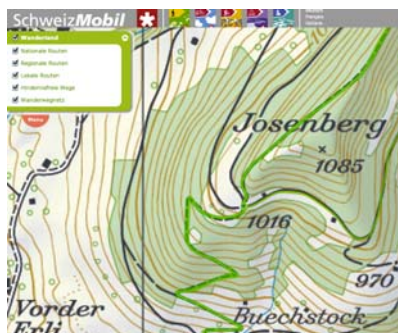 SchweizMobil
Wanderland
Nationale Routen
Regionale Routen
Lokale Routen
Hindernisfreie Wege
Wanderwegnetz
Josenberg
1085
1016
970
Vorder
Erli
Buechstock